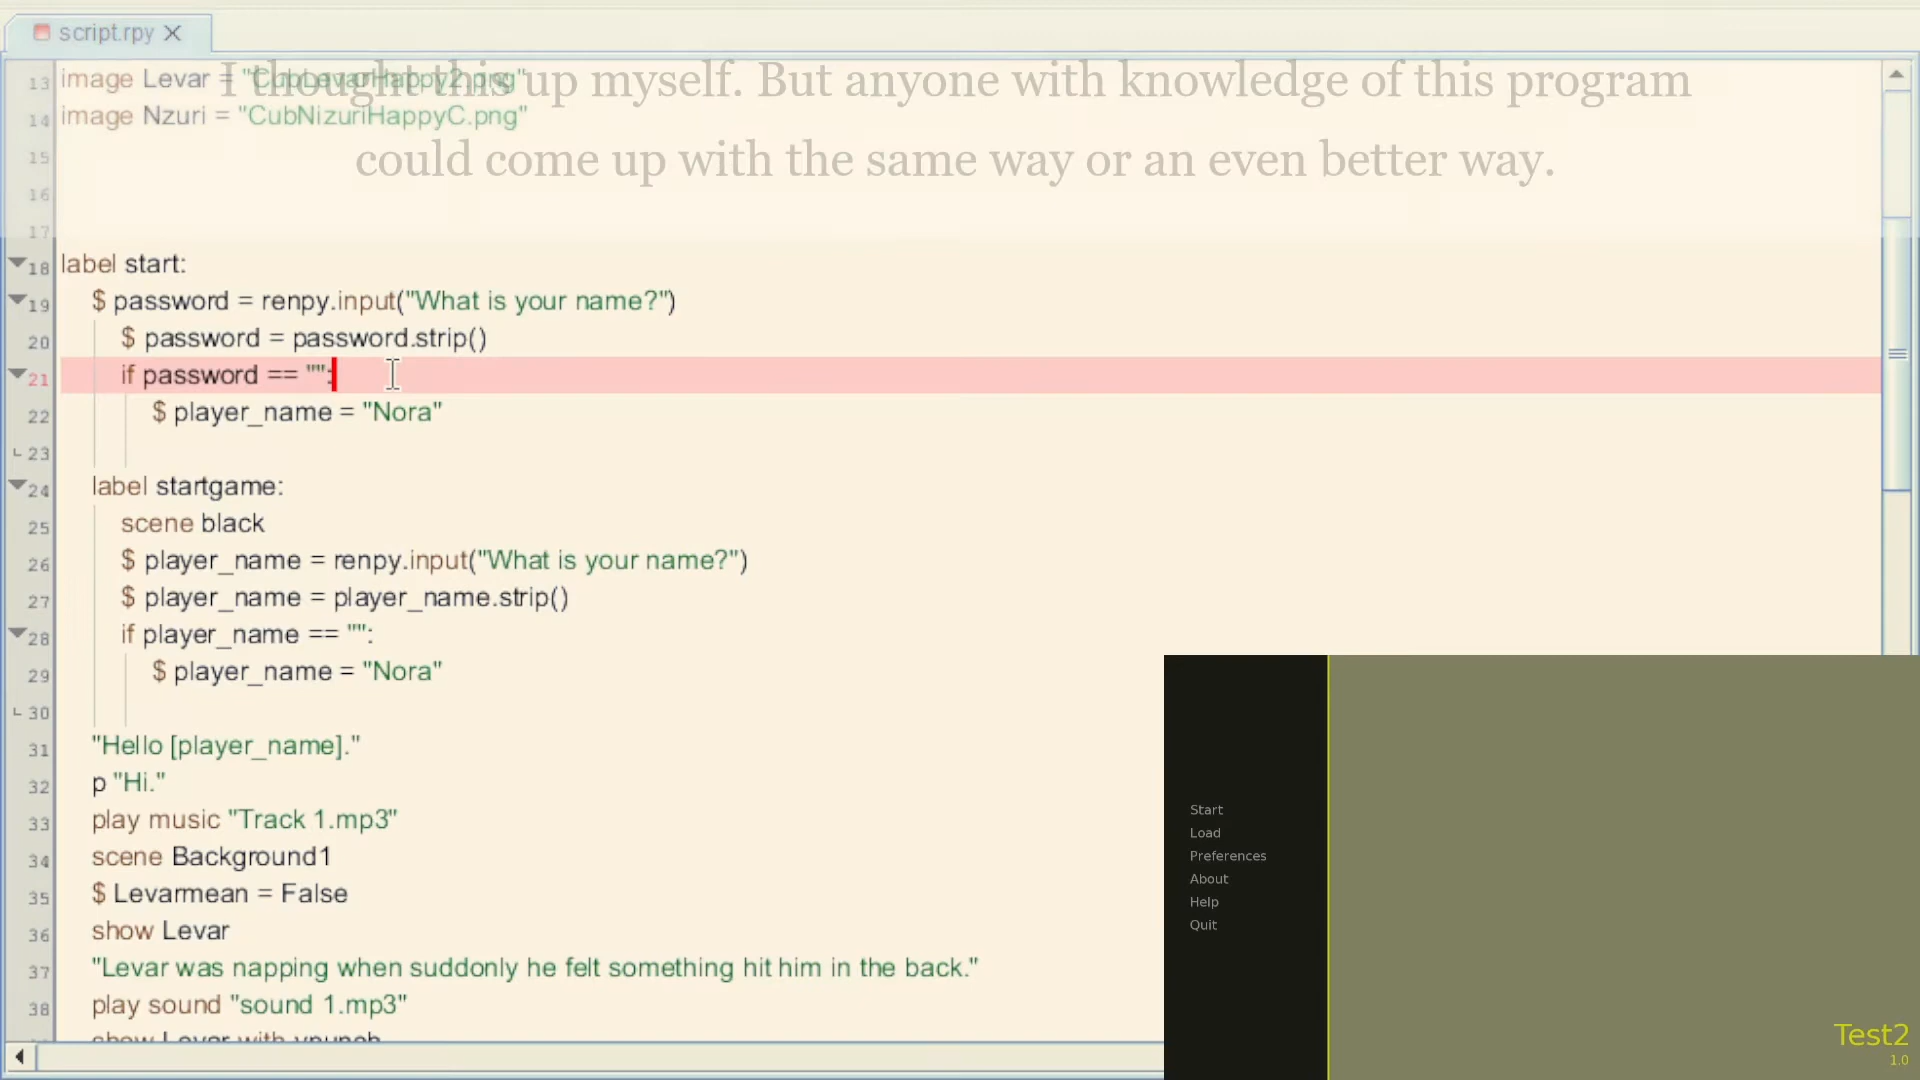 script.rpy
I thought this up myself. But anyone with knowledge of this program
could come up with the same way or an even better way.
13 image Levar = "CubLevarHappy2.png"
14 image Nzuri = "CubNizuriHappyC.png"
15
16
17
18 label start:
19 $ password = renpy.input("What is your name?")
20 $ password = password.strip()
21 if password == "":
22 $ player_name = "Nora"
23
24 label startgame:
25 scene black
26 $ player_name = renpy.input("What is your name?")
27 $ player_name = player_name.strip()
28 if player_name == "":
29 $ player_name = "Nora"
30
31 "Hello [player_name]."
32 p "Hi."
33 play music "Track 1.mp3"
34 scene Background1
35 $ Levarmean = False
36 show Levar
37 "Levar was napping when suddonly he felt something hit him in the back."
38 play sound "sound 1.mp3"
show Levar with vpunch
Start
Load
Preferences
About
Help
Quit
Test2
1.0